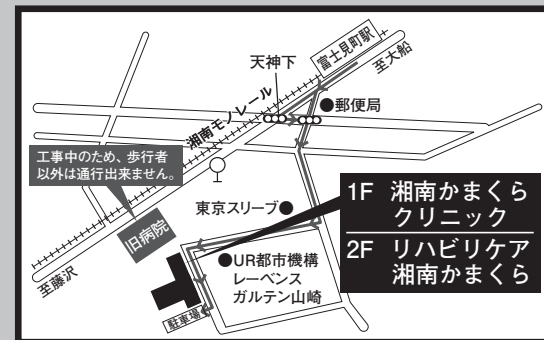 富士見町駅
至大船
天神下
●郵便局
湘南モノレール
工事中のため、歩行者
以外は通行出来ません。
東京スリーブ●
旧病院
1F 湘南かまくら
クリニック
2F リハビリケア
湘南かまくら
●UR都市機構
レーベンス
ガルテン山崎
至藤沢
駐車場